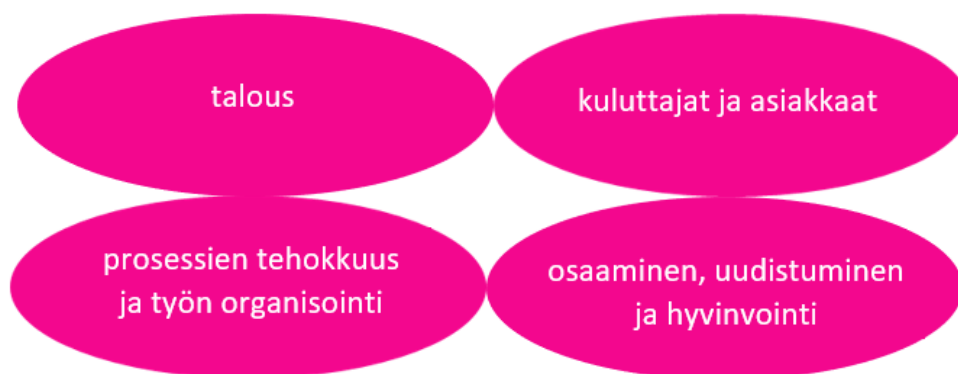 talous
kuluttajat ja asiakkaat
prosessien tehokkuus
ja työn organisointi
osaaminen, uudistuminen
ja hyvinvointi